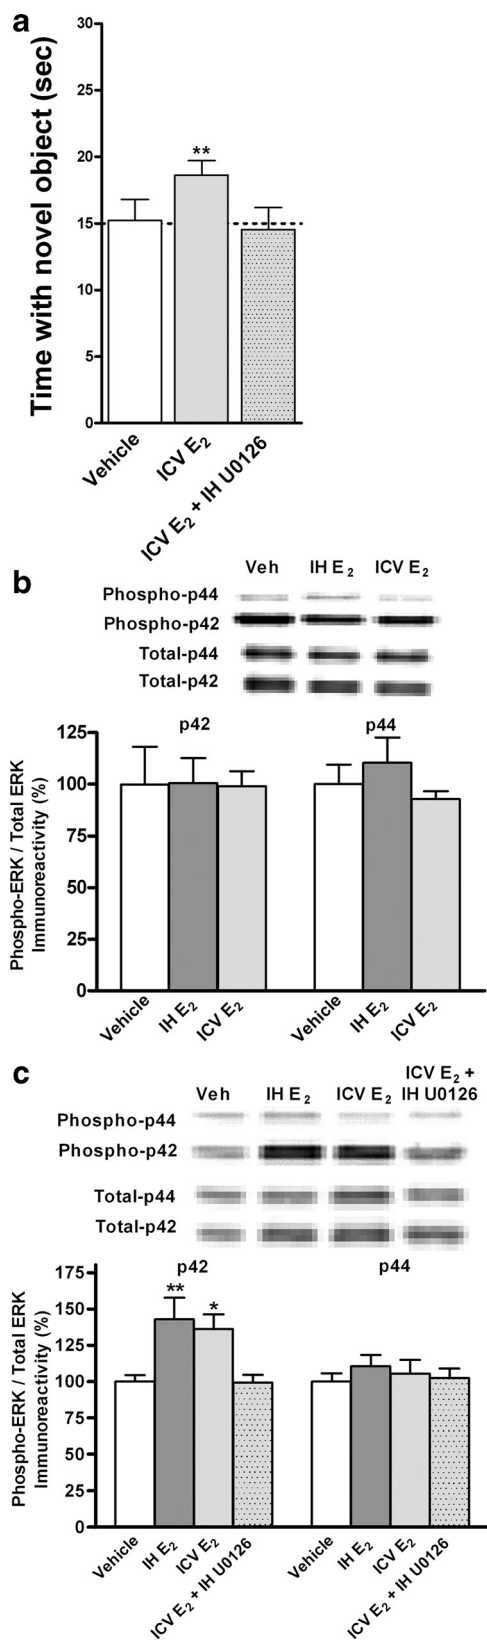 a
Time with novel object (sec)
30
25
20
15
10
5
0
**
Vehicle
ICV E2
ICV E2 + IH U0126
b
Veh IH E2 ICV E2
Phospho-p44
Phospho-p42
Total-p44
Total-p42
Phospho-ERK / Total ERK
Immunoreactivity (%)
p42 p44
125
100
75
50
25
0
Vehicle IH E2 ICV E2 Vehicle IH E2 ICV E2
c
ICV E2 +
Veh IH E2 ICV E2 IH U0126
Phospho-p44
Phospho-p42
Total-p44
Total-p42
Phospho-ERK / Total ERK
Immunoreactivity (%)
p42 p44
175
150
125
100
75
50
25
0
** *
Vehicle IH E2 ICV E2 ICV E2 + IH U0126 Vehicle IH E2 ICV E2 ICV E2 + IH U0126